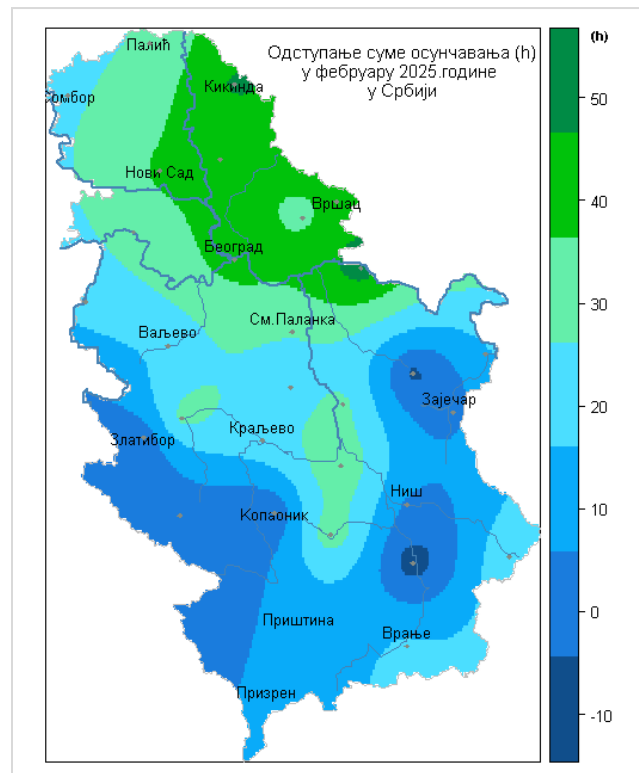 Одступање суме осунчавања (h)
у фебруару 2025.године
у Србији
(h)
Палић
Кикинда
Сомбор
Нови Сад
Вршац
Београд
См.Паланка
Ваљево
Зајечар
Краљево
Златибор
Ниш
Копаоник
Приштина
Врање
Призрен
50
40
30
20
10
0
-10